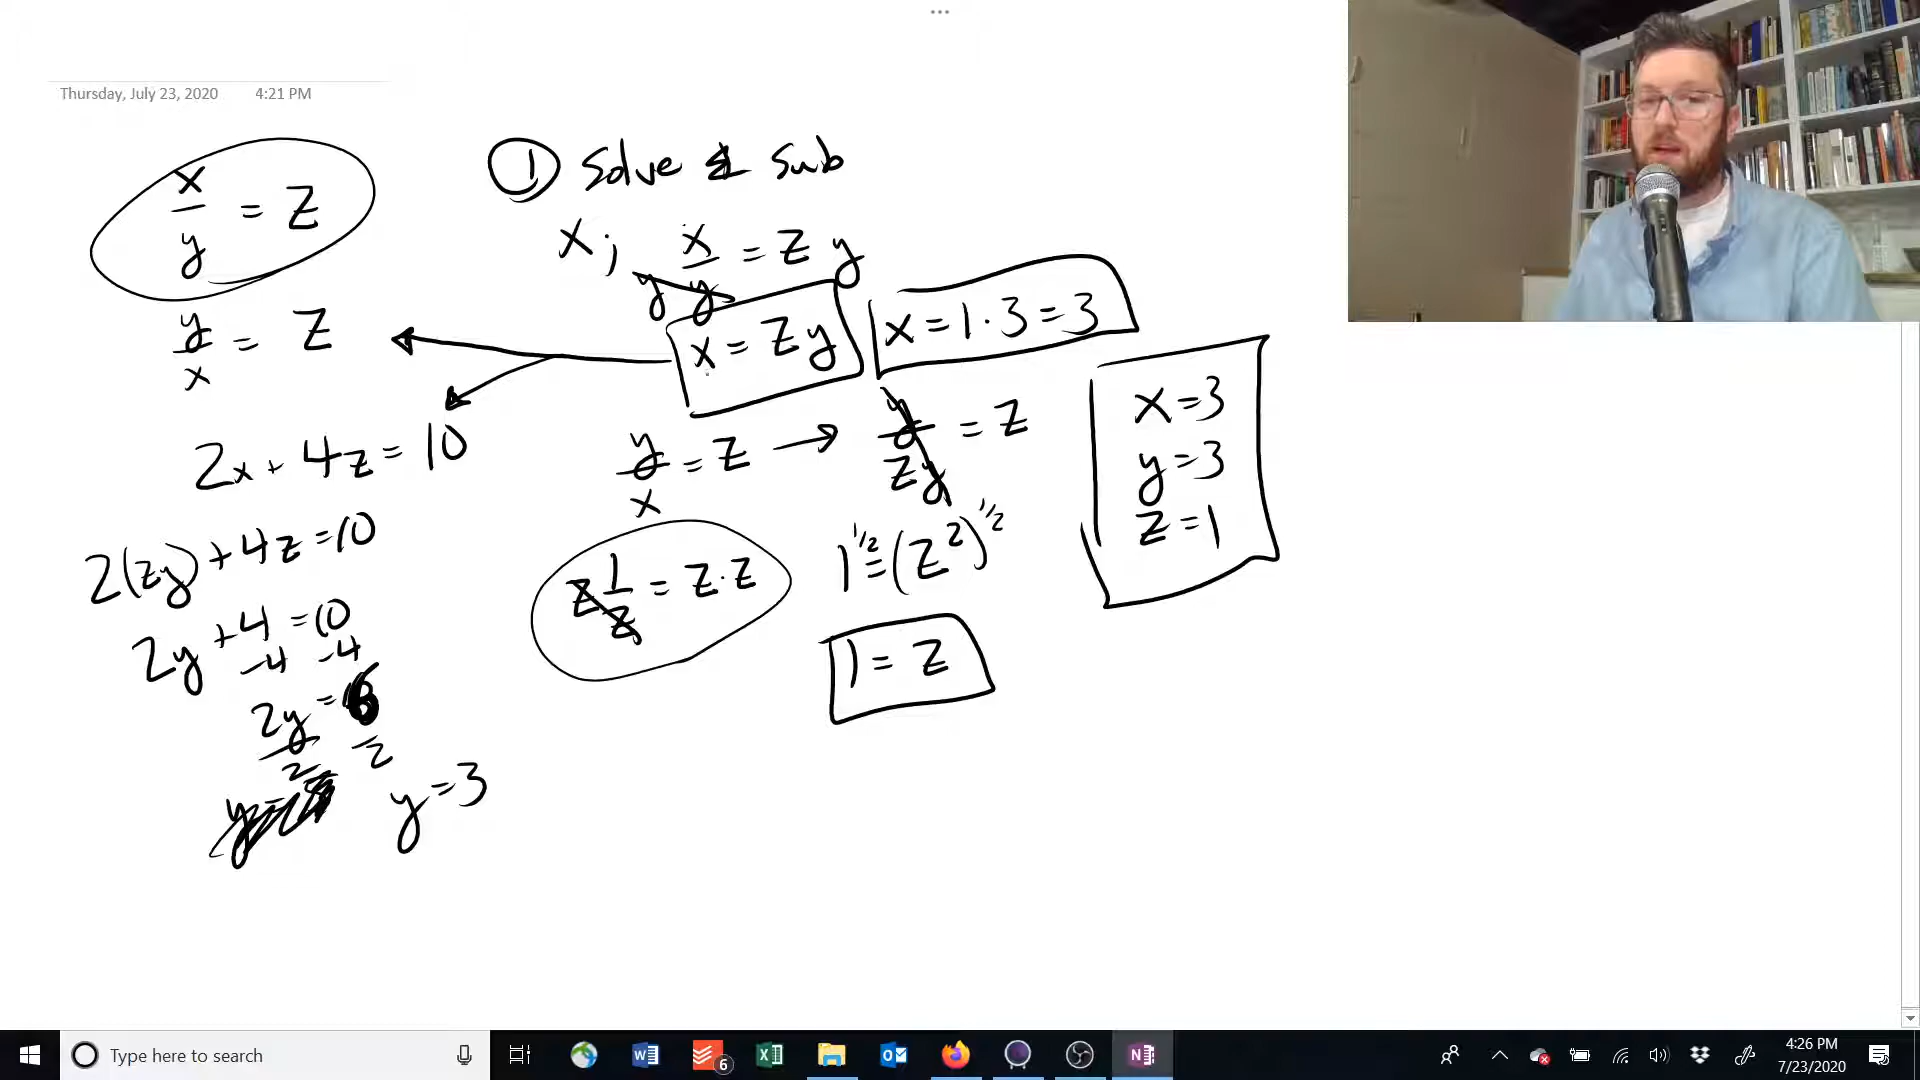 Thursday, July 23, 2020 4:21 PM
x/y = z
y/x = z
2x + 4z = 10
2(zy) + 4z = 10
2y + 4 = 10
-4 -4
2y = 6
2 2
y = 3
① Solve & Sub
x; y x/y = z y
x = zy
x = 1 · 3 = 3
y/x = z → y/zy = z
z 1/z = z · z
1^1/2 = (z^2)^1/2
1 = z
x = 3
y = 3
z = 1
Type here to search
6
4:26 PM
7/23/2020